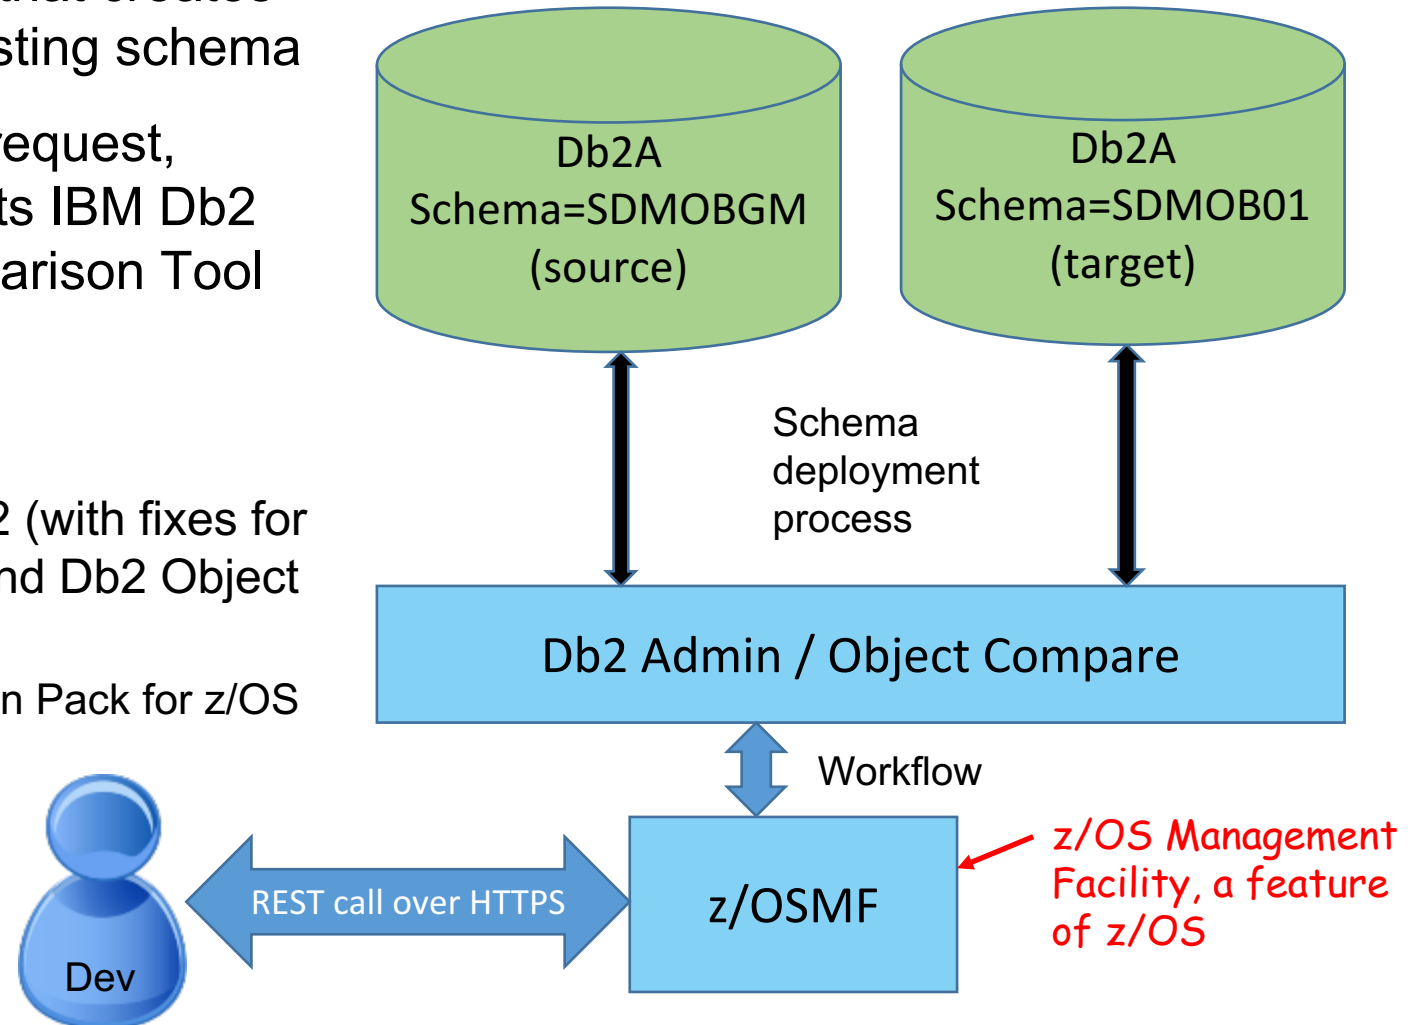 that creates
sting schema
request,
ts IBM Db2
arison Tool
2 (with fixes for
nd Db2 Object
n Pack for z/OS
Db2A
Schema=SDMOBGM
(source)
Db2A
Schema=SDMOB01
(target)
Schema
deployment
process
Db2 Admin / Object Compare
Workflow
Dev
REST call over HTTPS
z/OSMF
z/OS Management
Facility, a feature
of z/OS